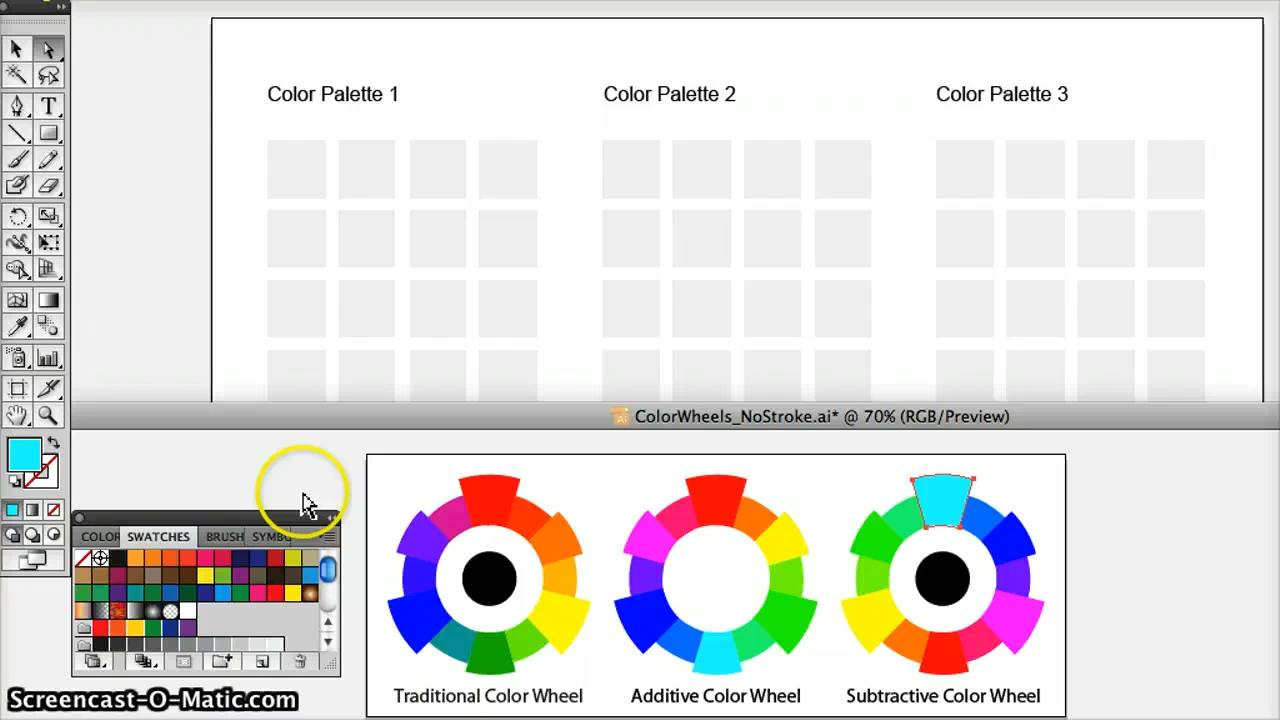 Color Palette 1
Color Palette 2
Color Palette 3
ColorWheels_NoStroke.ai* @ 70% (RGB/Preview)
COLOR SWATCHES BRUSH SYMBO
Traditional Color Wheel
Additive Color Wheel
Subtractive Color Wheel
Screencast-O-Matic.com